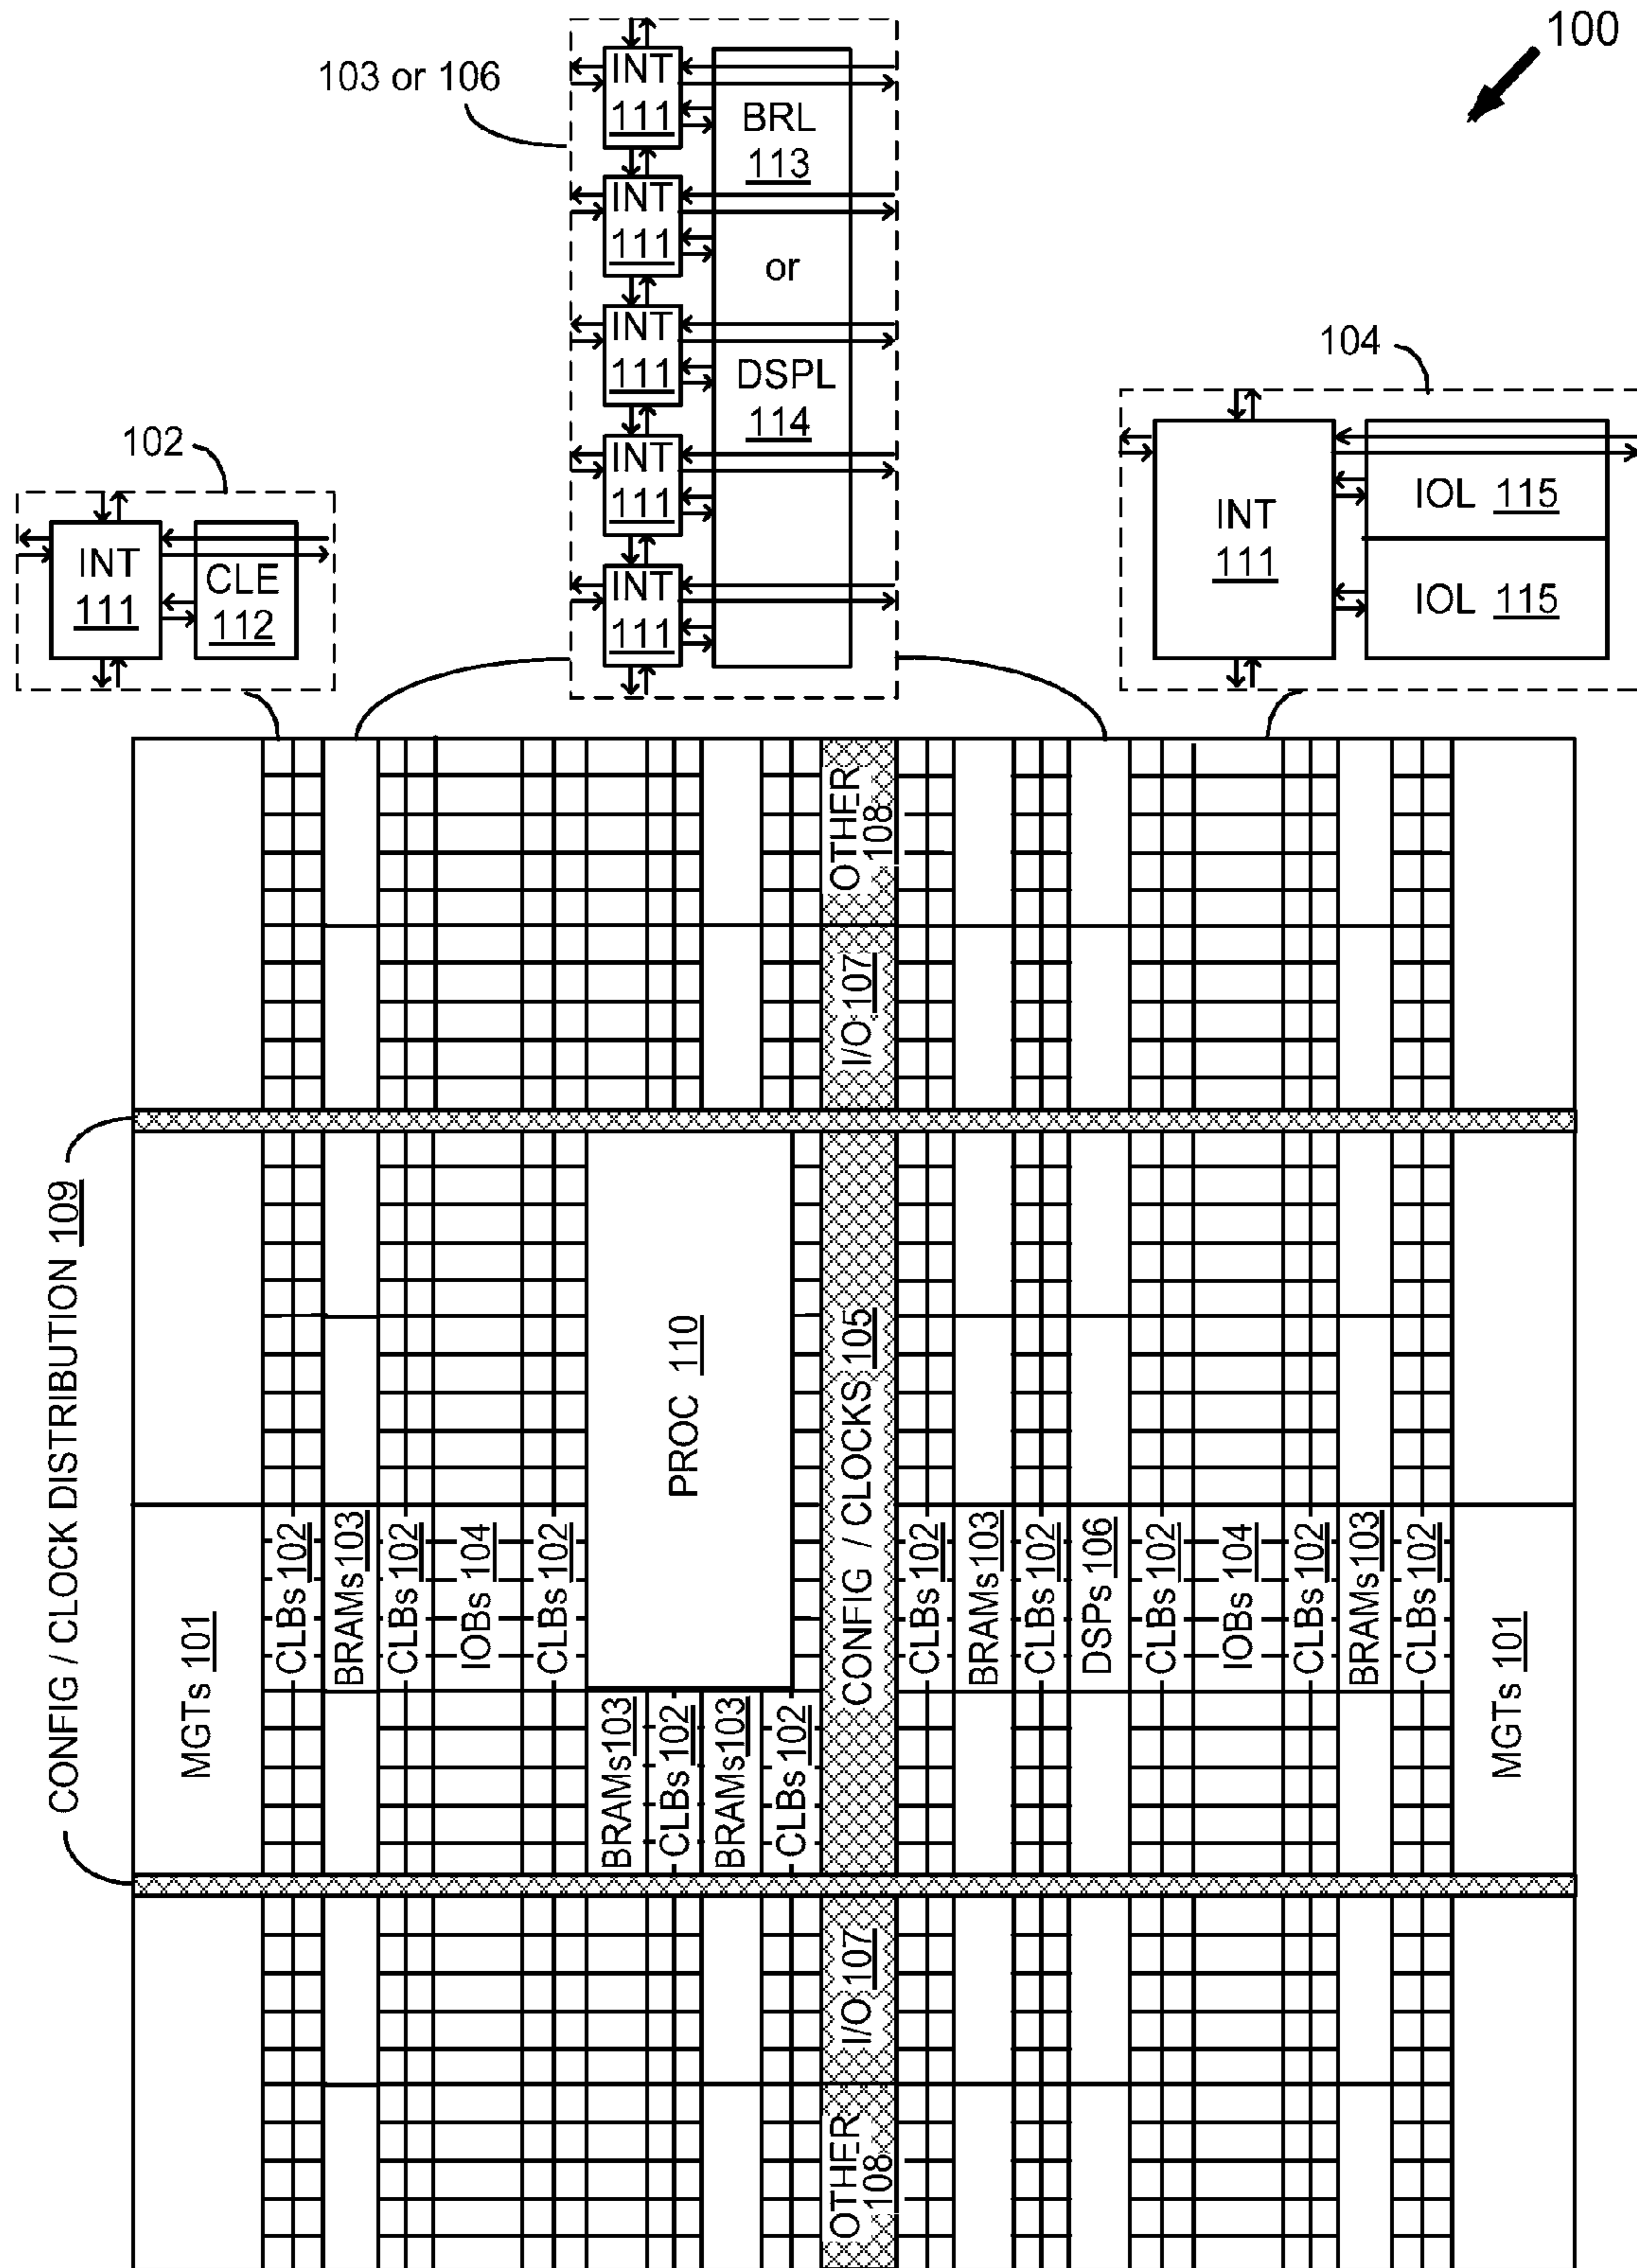 100
103 or 106
INT
111
BRL
113
INT
111
or
INT
111
DSPL
114
INT
111
INT
111
102
INT
111
CLE
112
104
INT
111
IOL 115
IOL 115
OTHER
108
I/O 107
CONFIG / CLOCK DISTRIBUTION 109
PROC 110
CONFIG / CLOCKS 105
MGTs 101
CLBs 102
BRAMs 103
CLBs 102
IOBs 104
CLBs 102
BRAMs 103
CLBs 102
BRAMs 103
CLBs 102
CLBs 102
BRAMs 103
CLBs 102
DSPs 106
CLBs 102
IOBs 104
CLBs 102
BRAMs 103
CLBs 102
MGTs 101
I/O 107
OTHER
108